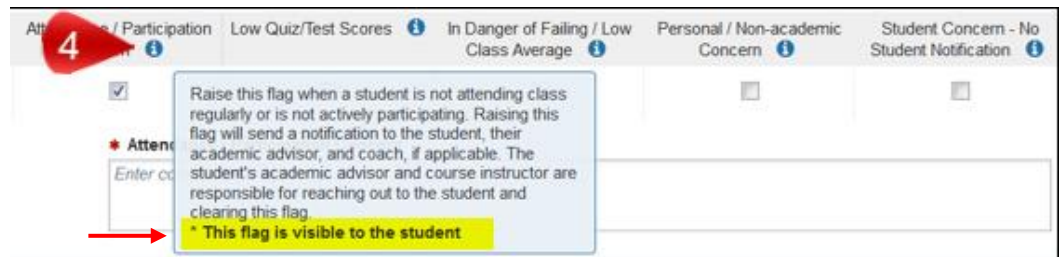 Att / Participation
4
Low Quiz/Test Scores
In Danger of Failing / Low
Class Average
Personal / Non-academic
Concern
Student Concern - No
Student Notification
Raise this flag when a student is not attending class
regularly or is not actively participating. Raising this
flag will send a notification to the student, their
academic advisor, and coach, if applicable. The
student's academic advisor and course instructor are
responsible for reaching out to the student and
clearing this flag.
* This flag is visible to the student
* Attend
Enter co